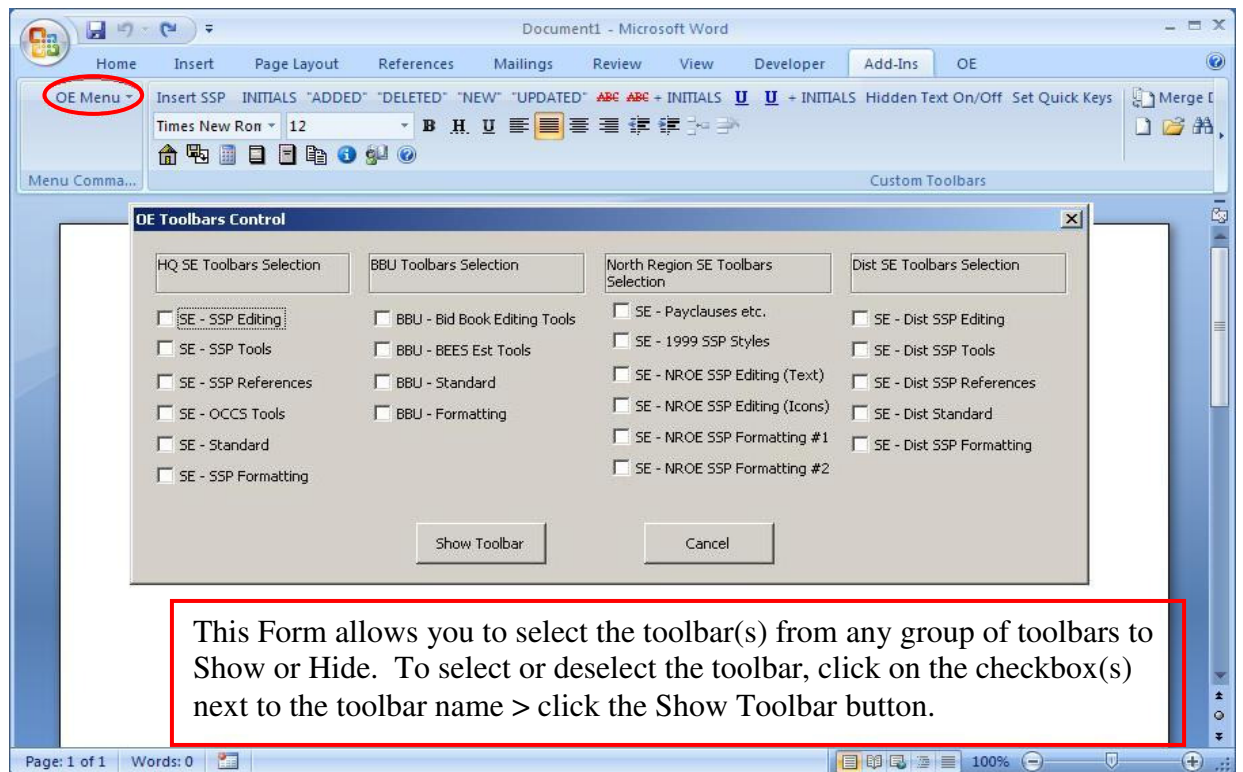 Document1 - Microsoft Word
Home Insert Page Layout References Mailings Review View Developer Add-Ins OE
OE Menu Insert SSP INITIALS "ADDED" "DELETED" "NEW" "UPDATED" ABC ABC + INITIALS U U + INITIALS Hidden Text On/Off Set Quick Keys Merge D
Times New Rom 12 B H U
Menu Comma... Custom Toolbars
OE Toolbars Control
HQ SE Toolbars Selection
SE - SSP Editing
SE - SSP Tools
SE - SSP References
SE - OCCS Tools
SE - Standard
SE - SSP Formatting
BBU Toolbars Selection
BBU - Bid Book Editing Tools
BBU - BEES Est Tools
BBU - Standard
BBU - Formatting
North Region SE Toolbars
Selection
SE - Payclauses etc.
SE - 1999 SSP Styles
SE - NROE SSP Editing (Text)
SE - NROE SSP Editing (Icons)
SE - NROE SSP Formatting #1
SE - NROE SSP Formatting #2
Dist SE Toolbars Selection
SE - Dist SSP Editing
SE - Dist SSP Tools
SE - Dist SSP References
SE - Dist Standard
SE - Dist SSP Formatting
Show Toolbar Cancel
This Form allows you to select the toolbar(s) from any group of toolbars to
Show or Hide. To select or deselect the toolbar, click on the checkbox(s)
next to the toolbar name > click the Show Toolbar button.
Page: 1 of 1 Words: 0 100%